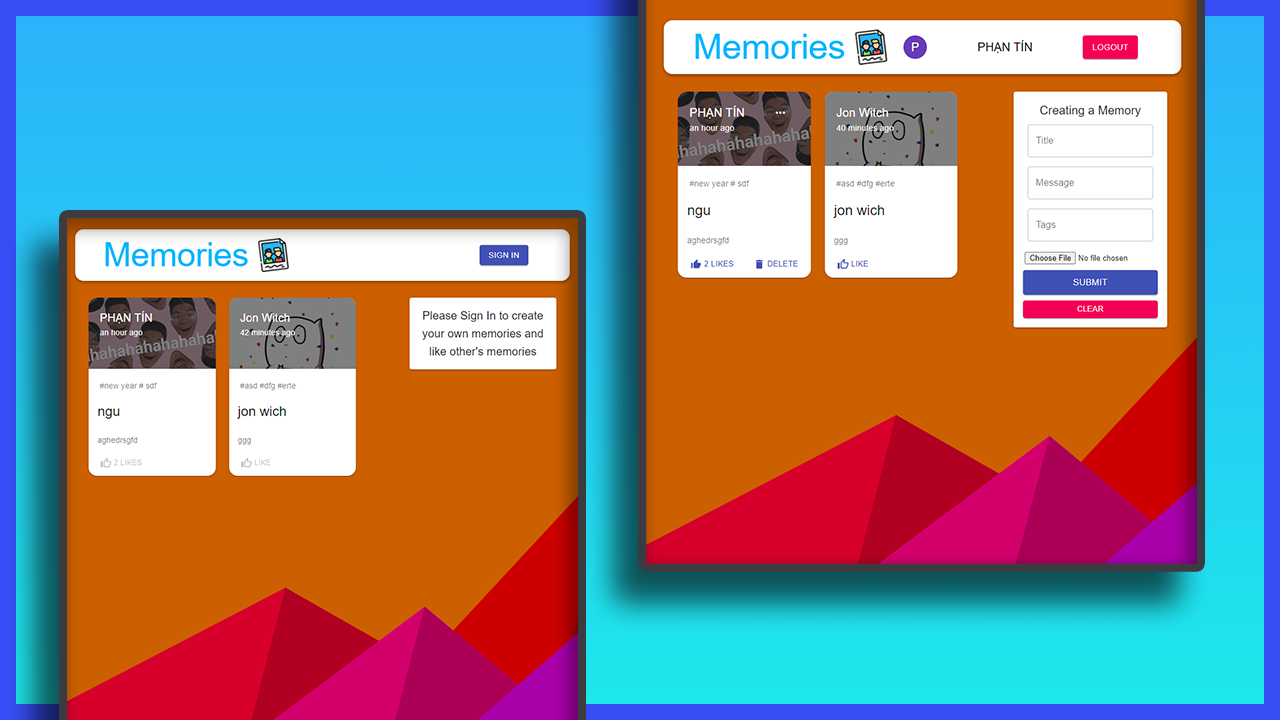 Memories
SIGN IN
PHẠN TÍN
an hour ago
hahahahahahaha
#new year # sdf
ngu
aghedrsgfd
2 LIKES
Jon Witch
42 minutes ago
#asd #dfg #erte
jon wich
ggg
LIKE
Please Sign In to create
your own memories and
like other's memories
Memories
P
PHẠN TÍN
LOGOUT
PHẠN TÍN
an hour ago
hahahahahahaha
#new year # sdf
ngu
aghedrsgfd
2 LIKES
DELETE
Jon Witch
40 minutes ago
#asd #dfg #erte
jon wich
ggg
LIKE
Creating a Memory
Title
Message
Tags
Choose File No file chosen
SUBMIT
CLEAR